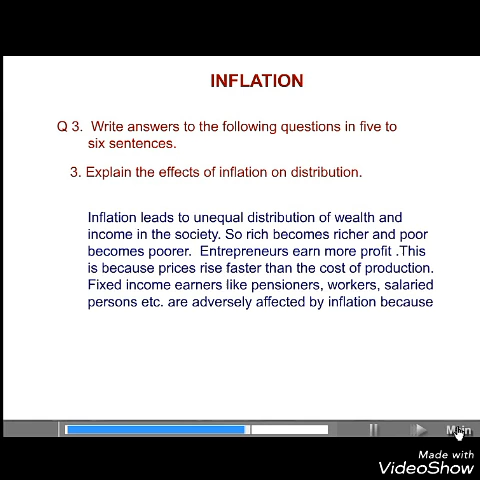 INFLATION
Q 3. Write answers to the following questions in five to
six sentences.
3. Explain the effects of inflation on distribution.
Inflation leads to unequal distribution of wealth and
income in the society. So rich becomes richer and poor
becomes poorer. Entrepreneurs earn more profit .This
is because prices rise faster than the cost of production.
Fixed income earners like pensioners, workers, salaried
persons etc. are adversely affected by inflation because
Main
Made with
VideoShow